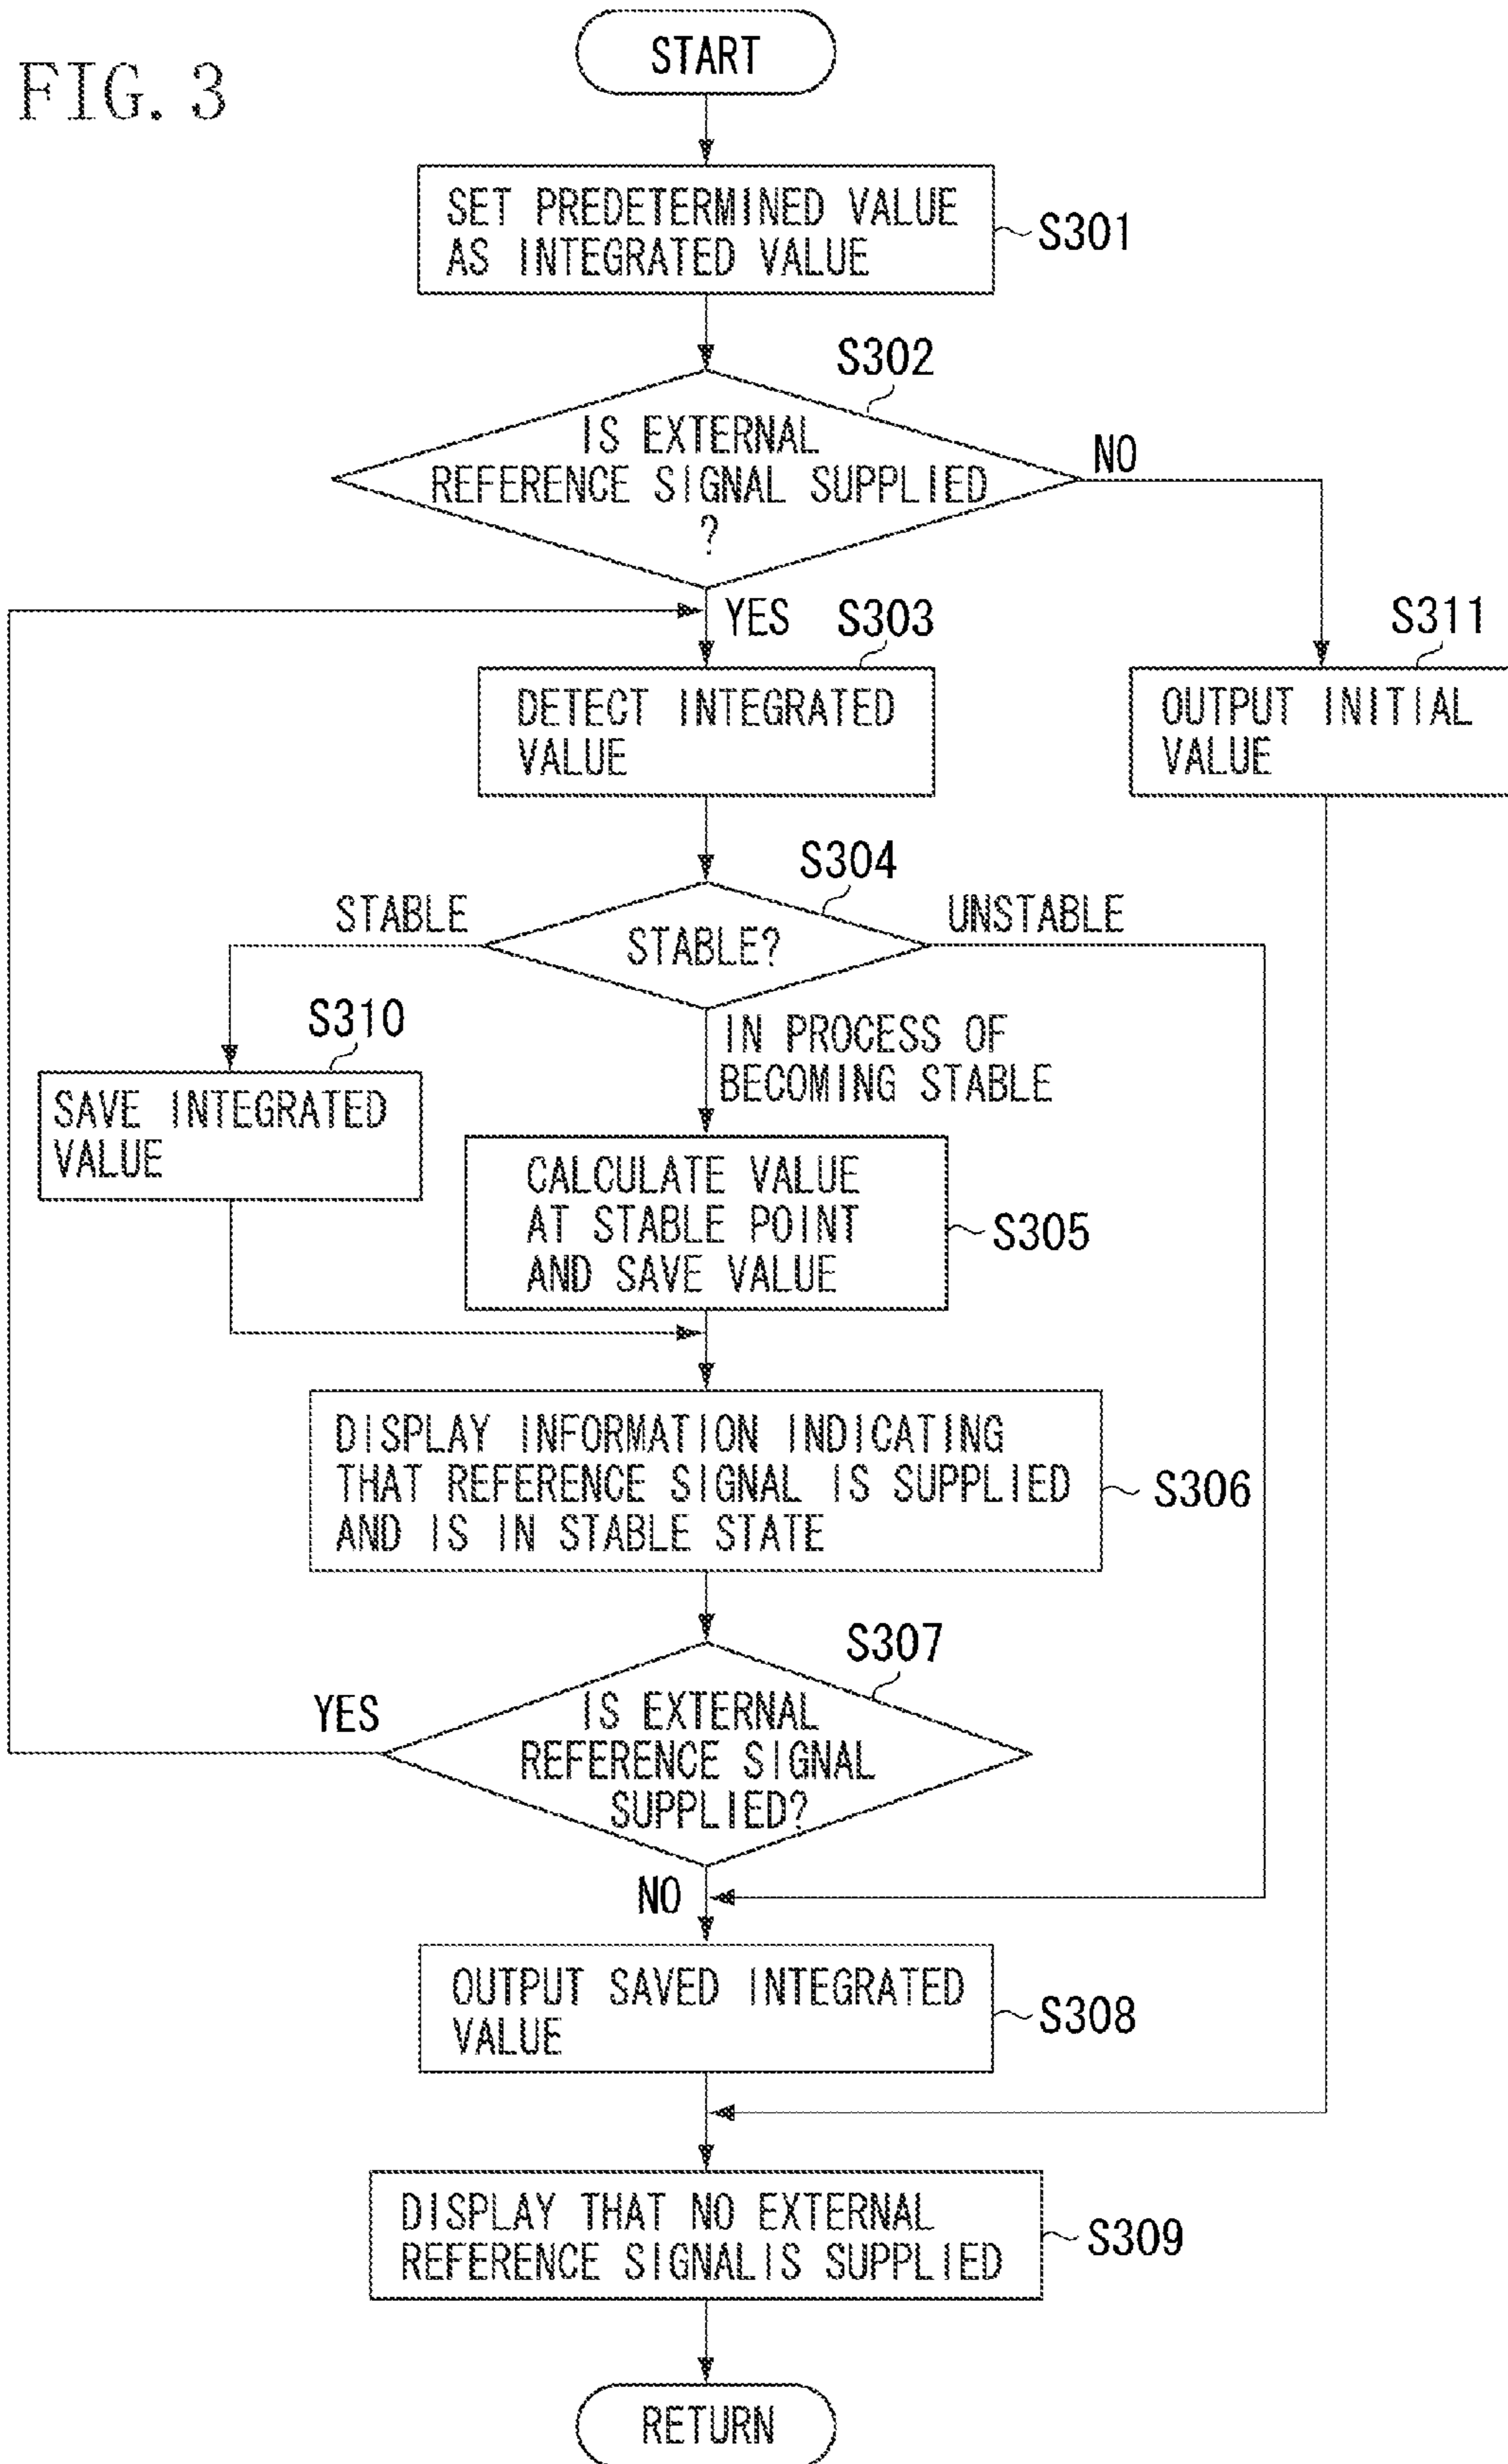 FIG. 3
START
SET PREDETERMINED VALUE
AS INTEGRATED VALUE
S301
S302
IS EXTERNAL
REFERENCE SIGNAL SUPPLIED
?
NO
YES
S303
DETECT INTEGRATED
VALUE
S311
OUTPUT INITIAL
VALUE
S304
STABLE
STABLE?
UNSTABLE
S310
SAVE INTEGRATED
VALUE
IN PROCESS OF
BECOMING STABLE
CALCULATE VALUE
AT STABLE POINT
AND SAVE VALUE
S305
DISPLAY INFORMATION INDICATING
THAT REFERENCE SIGNAL IS SUPPLIED
AND IS IN STABLE STATE
S306
S307
YES
IS EXTERNAL
REFERENCE SIGNAL
SUPPLIED?
NO
OUTPUT SAVED INTEGRATED
VALUE
S308
DISPLAY THAT NO EXTERNAL
REFERENCE SIGNALIS SUPPLIED
S309
RETURN